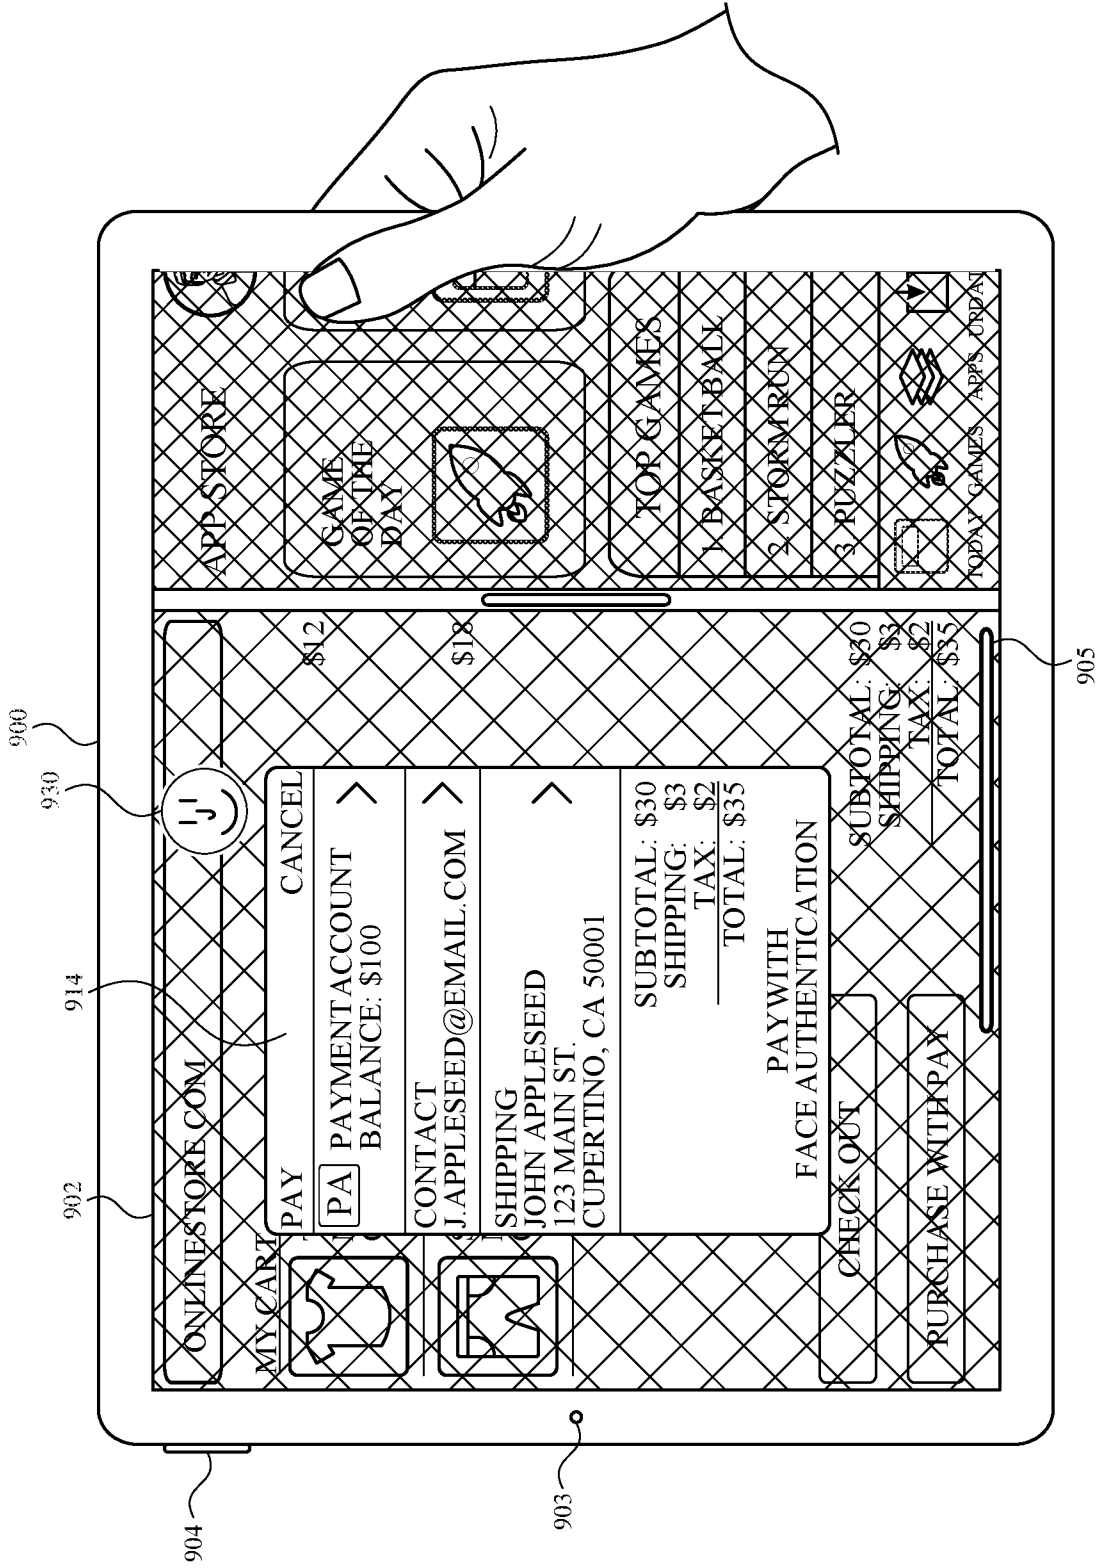 900
930
914
902
904
903
905
ONLINESTORE.COM
MY CART
$12
$18
PAY
CANCEL
PA
PAYMENT ACCOUNT
BALANCE: $100
CONTACT
J.APPLESEED@EMAIL.COM
SHIPPING
JOHN APPLESEED
123 MAIN ST.
CUPERTINO, CA 50001
SUBTOTAL: $30
SHIPPING: $3
TAX: $2
TOTAL: $35
PAY WITH
FACE AUTHENTICATION
CHECK OUT
PURCHASE WITH PAY
SUBTOTAL: $30
SHIPPING: $3
TAX: $2
TOTAL: $35
APP STORE
GAME
OF THE
DAY
TOP GAMES
1. BASKETBALL
2. STORM RUN
3. PUZZLER
TODAY GAMES APPS